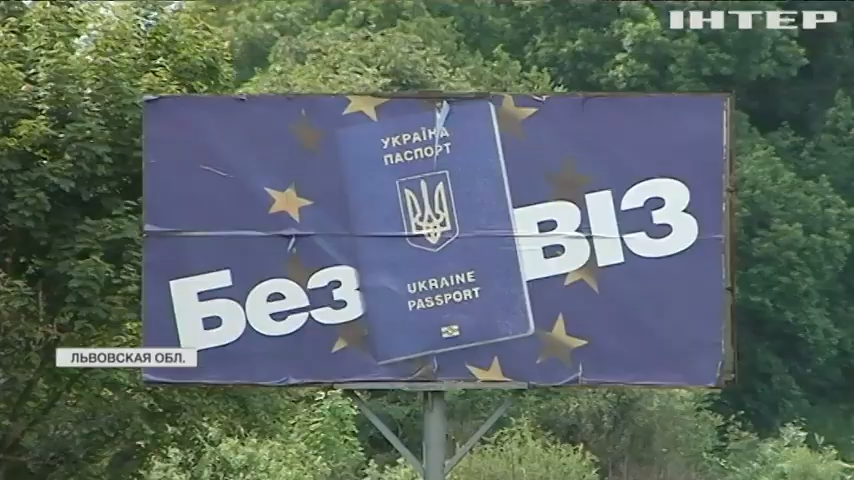 ІНТЕР
УКРАЇНА
ПАСПОРТ
Без ВІЗ
UKRAINE
PASSPORT
ЛЬВОВСКАЯ ОБЛ.